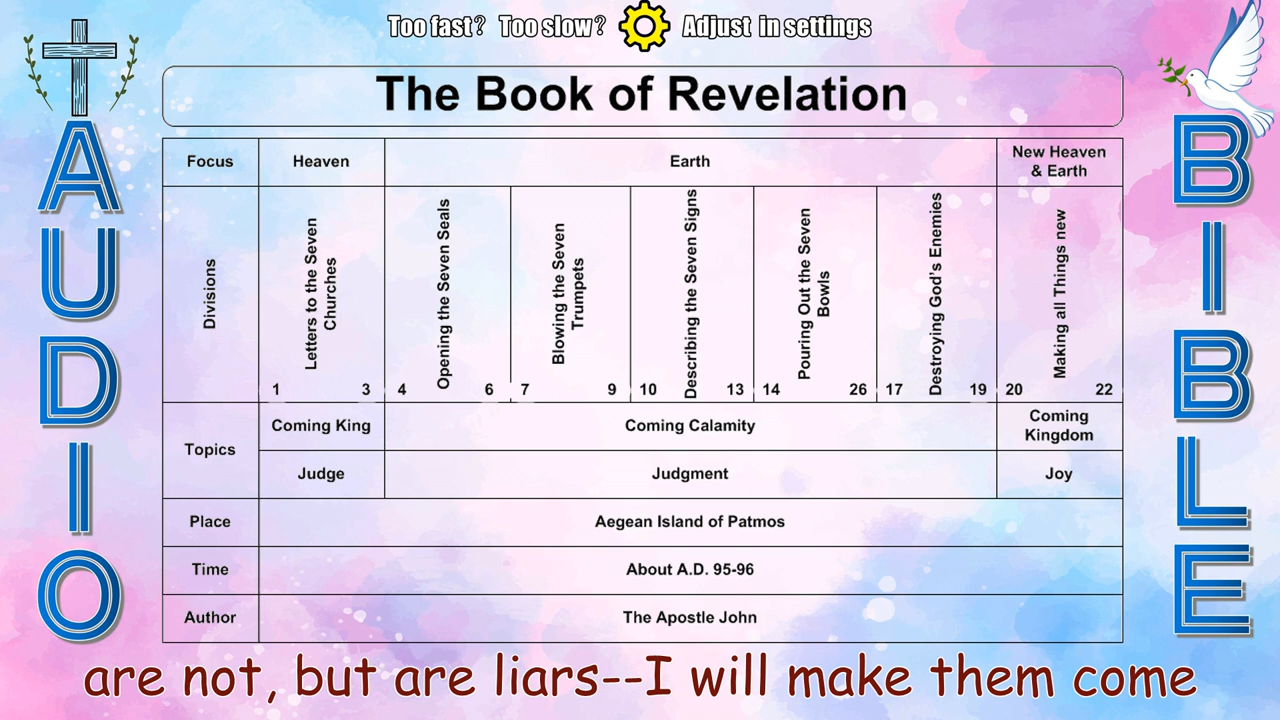 Too fast? Too slow? Adjust in settings
AUDIO
BIBLE
The Book of Revelation
Focus Heaven Earth New Heaven
& Earth
Divisions
Letters to the Seven
Churches
1 3
Opening the Seven Seals
4 6
Blowing the Seven
Trumpets
7 9
Describing the Seven Signs
10 13
Pouring Out the Seven
Bowls
14 26
Destroying God's Enemies
17 19
Making all Things new
20 22
Topics
Coming King Coming Calamity Coming
Kingdom
Judge Judgment Joy
Place Aegean Island of Patmos
Time About A.D. 95-96
Author The Apostle John
are not, but are liars--I will make them come